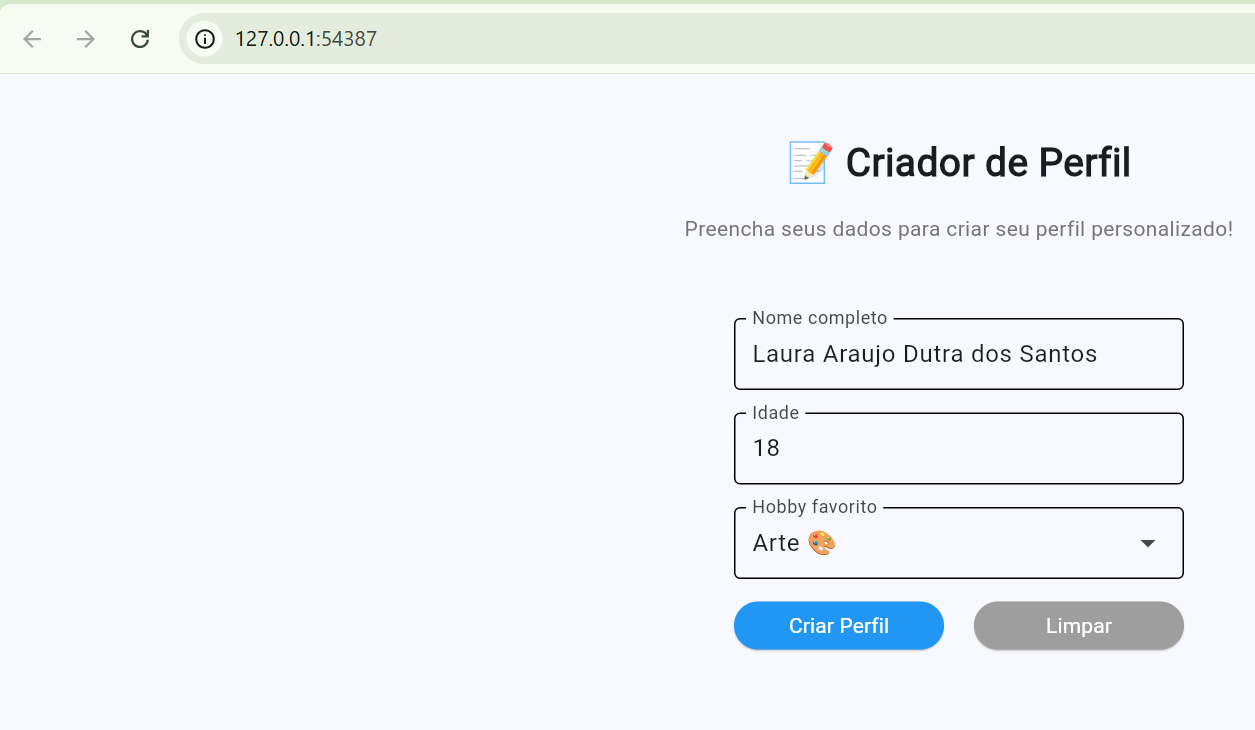 127.0.0.1:54387
📝 Criador de Perfil
Preencha seus dados para criar seu perfil personalizado!
Nome completo
Laura Araujo Dutra dos Santos
Idade
18
Hobby favorito
Arte 🎨
Criar Perfil
Limpar